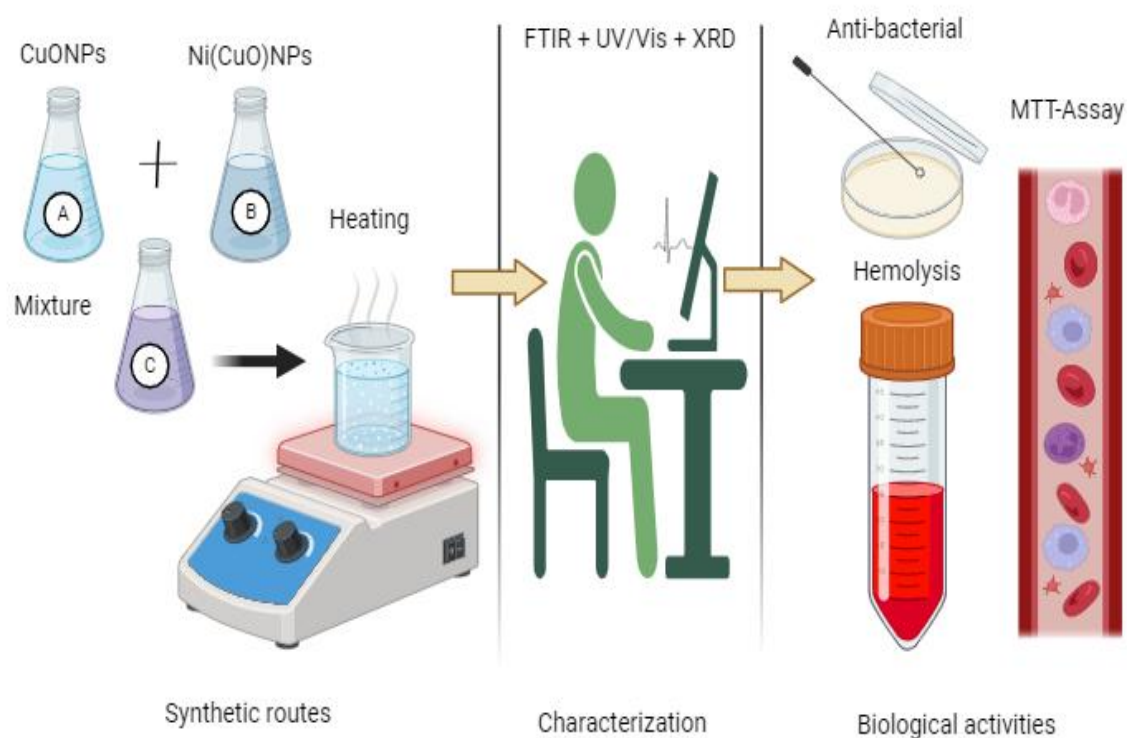 CuONPs
Ni(CuO)NPs
A
B
Heating
Mixture
C
Synthetic routes
FTIR + UV/Vis + XRD
Characterization
Anti-bacterial
MTT-Assay
Hemolysis
Biological activities